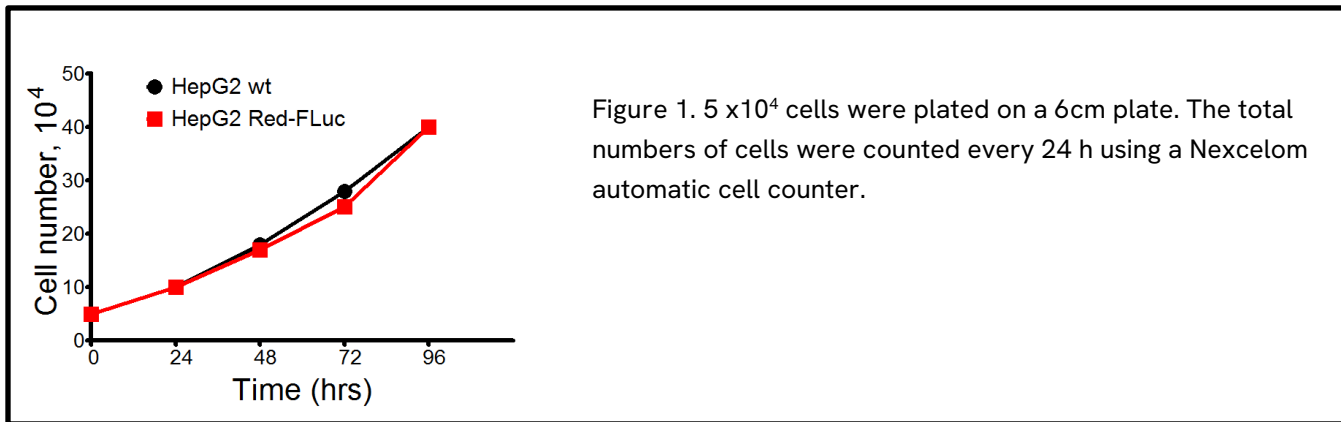 50
40
30
20
10
0
Cell number, 10⁴
HepG2 wt
HepG2 Red-FLuc
0 24 48 72 96
Time (hrs)
Figure 1. 5 x10⁴ cells were plated on a 6cm plate. The total
numbers of cells were counted every 24 h using a Nexcelom
automatic cell counter.